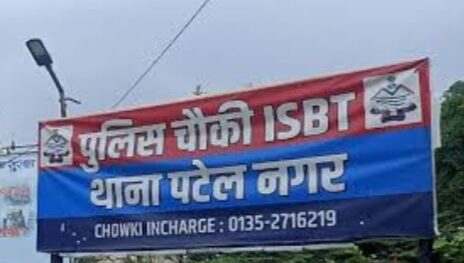 पुलिस चौकी ISBT
थाना पटेल नगर
CHOWKI INCHARGE : 0135-2716219